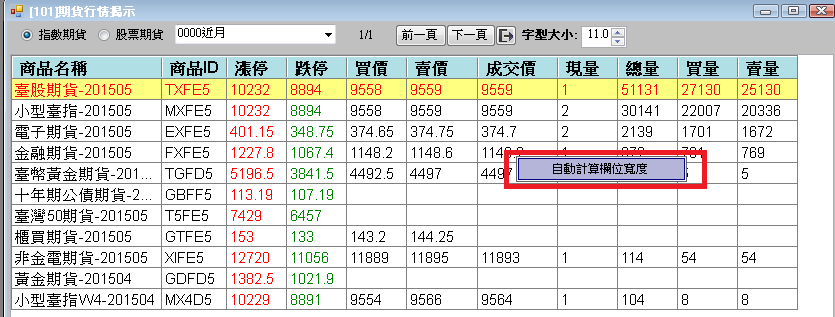 [101]期貨行情揭示
指數期貨 股票期貨 0000近月 1/1 前一頁 下一頁 字型大小: 11.0
商品名稱 商品ID 漲停 跌停 買價 賣價 成交價 現量 總量 買量 賣量
臺股期貨-201505 TXFE5 10232 8894 9558 9559 9559 1 51131 27130 25130
小型臺指-201505 MXFE5 10232 8894 9558 9559 9559 2 30141 22007 20336
電子期貨-201505 EXFE5 401.15 348.75 374.65 374.75 374.7 2 2139 1701 1672
金融期貨-201505 FXFE5 1227.8 1067.4 1148.2 1148.6 1 769
臺幣黃金期貨-201... TGFD5 5196.5 3841.5 4492.5 4497 4497 5
自動計算欄位寬度
十年期公債期貨-201... GBFF5 113.19 107.19
臺灣50期貨-201505 T5FE5 7429 6457
櫃買期貨-201505 GTFE5 153 133 143.2 144.25
非金電期貨-201505 XIFE5 12720 11056 11889 11895 11893 1 114 54 54
黃金期貨-201504 GDFD5 1382.5 1021.9
小型臺指W4-201504 MX4D5 10229 8891 9554 9566 9564 1 104 8 8